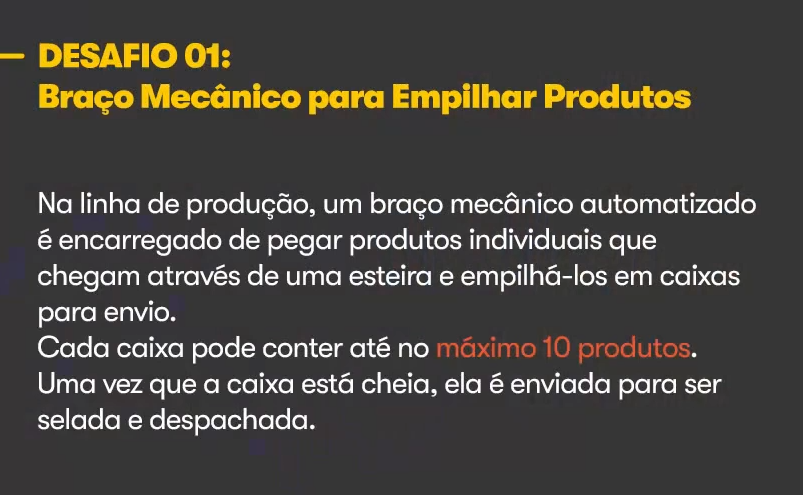 DESAFIO 01:
Braço Mecânico para Empilhar Produtos
Na linha de produção, um braço mecânico automatizado
é encarregado de pegar produtos individuais que
chegam através de uma esteira e empilhá-los em caixas
para envio.
Cada caixa pode conter até no máximo 10 produtos.
Uma vez que a caixa está cheia, ela é enviada para ser
selada e despachada.